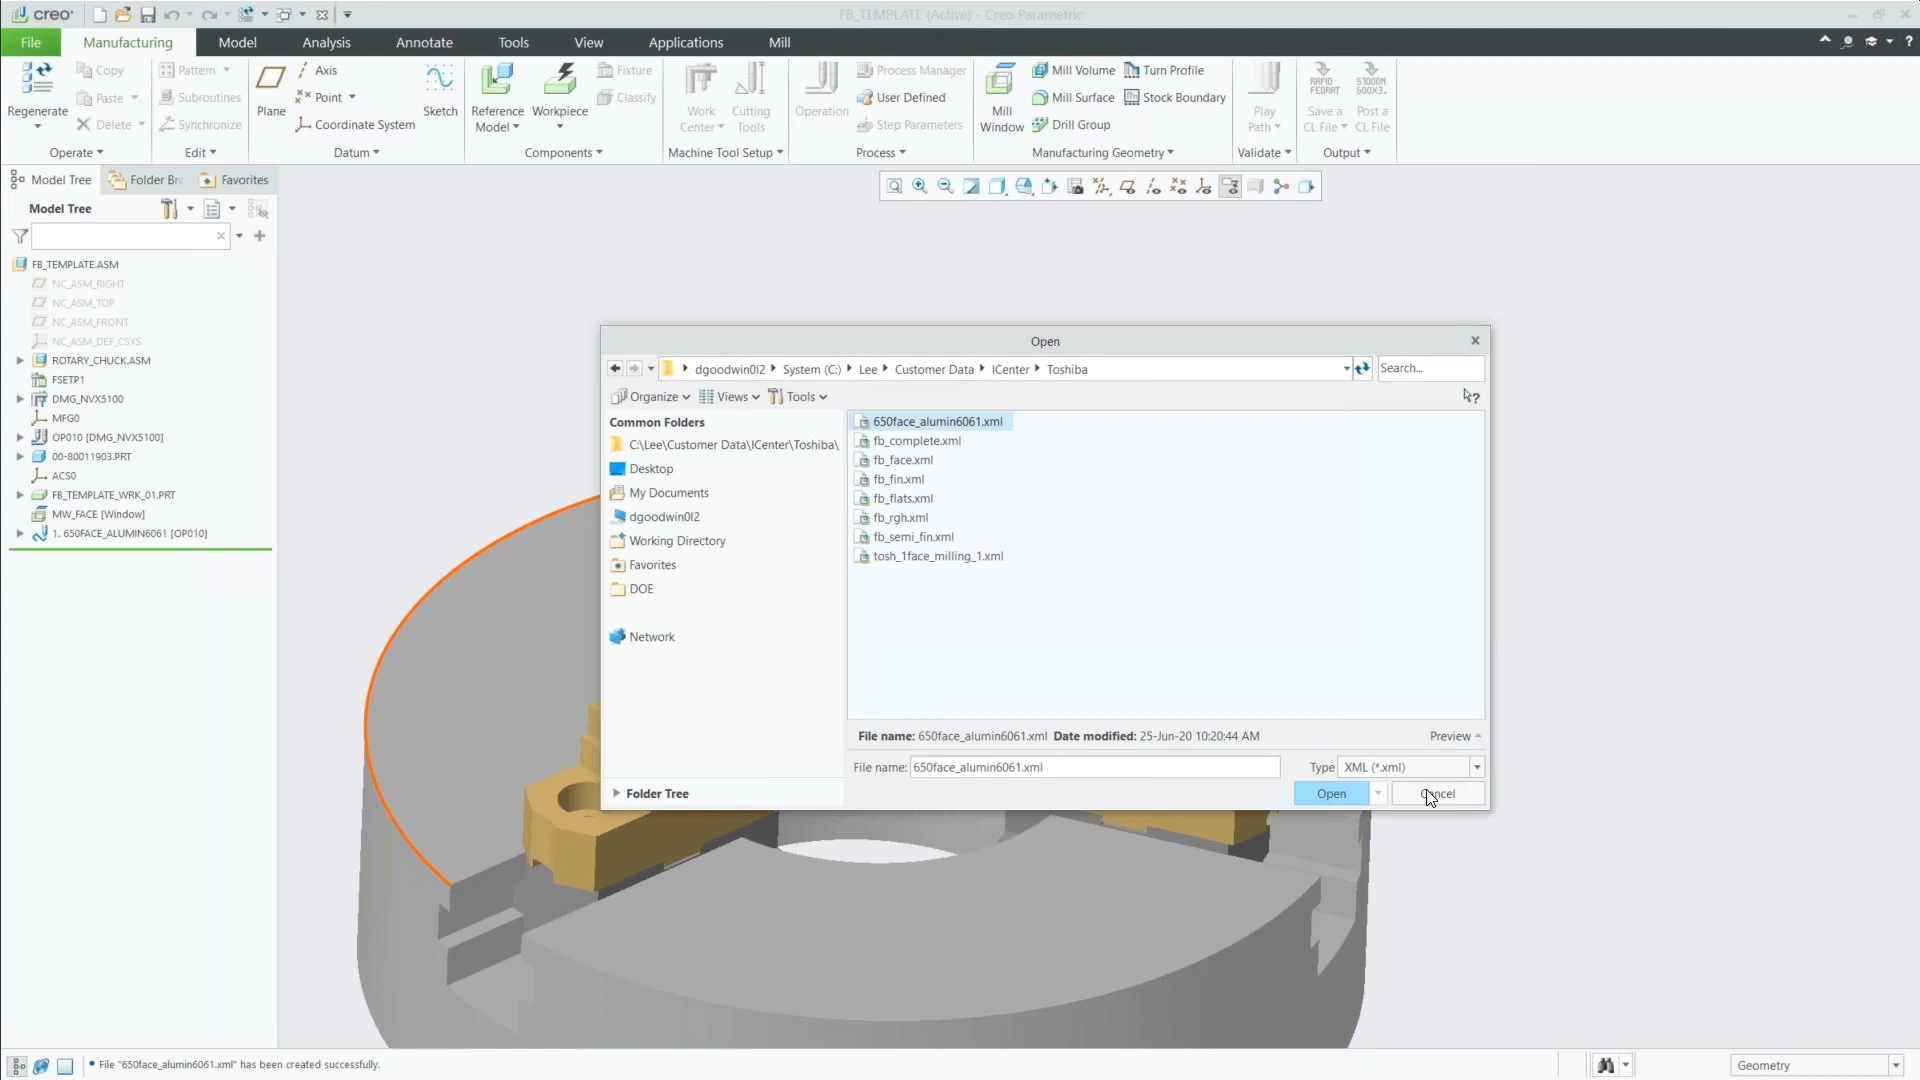 creo
FB_TEMPLATE (Active) - Creo Parametric
File Manufacturing Model Analysis Annotate Tools View Applications Mill
Regenerate
Copy
Paste
Delete
Operate
Pattern
Subroutines
Synchronize
Edit
Plane
Axis
Point
Coordinate System
Sketch
Datum
Reference
Model
Workpiece
Fixture
Classify
Components
Work
Center
Cutting
Tools
Machine Tool Setup
Operation
Process Manager
User Defined
Step Parameters
Process
Mill
Window
Mill Volume
Mill Surface
Drill Group
Turn Profile
Stock Boundary
Manufacturing Geometry
Play
Path
Validate
RAPID
FEDRAT
Save a
CL File
Post a
CL File
Output
Model Tree
Favorites
Model Tree
FB_TEMPLATE.ASM
NC_ASM_RIGHT
NC_ASM_TOP
NC_ASM_FRONT
NC_ASM_DEF_CSYS
ROTARY_CHUCK.ASM
FSETP1
DMG_NVX5100
MFG0
OP010 [DMG_NVX5100]
00-80011903.PRT
ACS0
FB_TEMPLATE_WRK_01.PRT
MW_FACE [Window]
1. 650FACE_ALUMIN6061 [OP010]
Open
dgoodwin0l2 System (C:) Lee Customer Data ICenter Toshiba
Search...
Organize Views Tools
Common Folders
C:\Lee\Customer Data\ICenter\Toshiba\
Desktop
My Documents
dgoodwin0l2
Working Directory
Favorites
DOE
Network
Folder Tree
650face_alumin6061.xml
fb_complete.xml
fb_face.xml
fb_fin.xml
fb_flats.xml
fb_rgh.xml
fb_semi_fin.xml
tosh_1face_milling_1.xml
File name: 650face_alumin6061.xml Date modified: 25-Jun-20 10:20:44 AM
Preview
File name: 650face_alumin6061.xml
Type XML (*.xml)
Open
Cancel
• File "650face_alumin6061.xml" has been created successfully.
Geometry